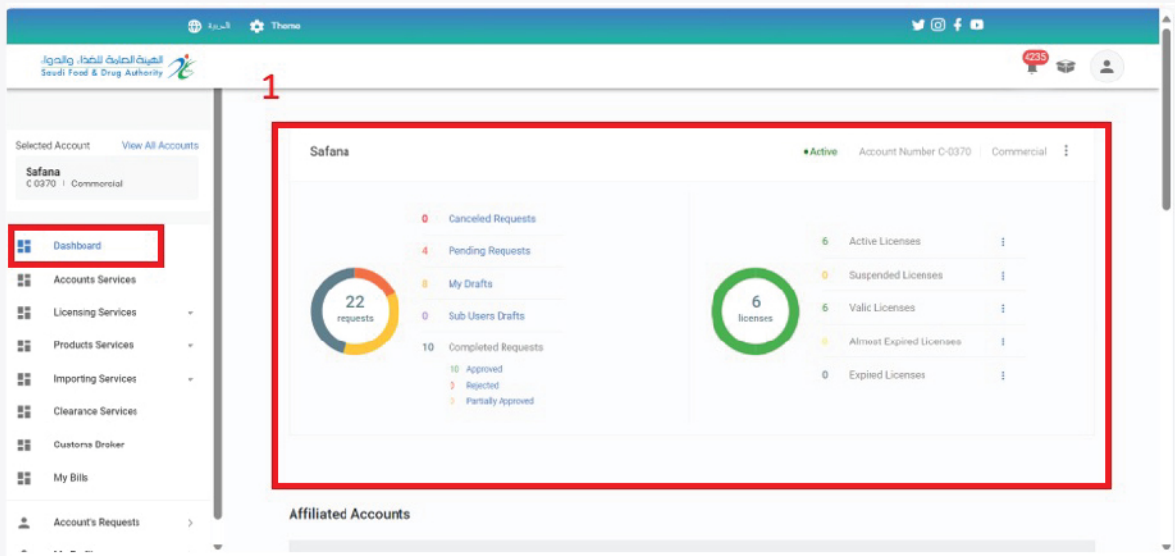 العربية Theme
الهيئة العامة للغذاء والدواء
Saudi Food & Drug Authority
4235
1
Selected Account View All Accounts
Safana
C-0370 | Commercial
Dashboard
Accounts Services
Licensing Services
Products Services
Importing Services
Clearance Services
Customs Broker
My Bills
Account's Requests
Safana
Active Account Number C-0370 | Commercial
22
requests
0 Canceled Requests
4 Pending Requests
8 My Drafts
0 Sub Users Drafts
10 Completed Requests
10 Approved
Rejected
Partially Approved
6
licenses
6 Active Licenses
0 Suspended Licenses
6 Valic Licenses
Almost Expired Licenses
0 Expired Licenses
Affiliated Accounts